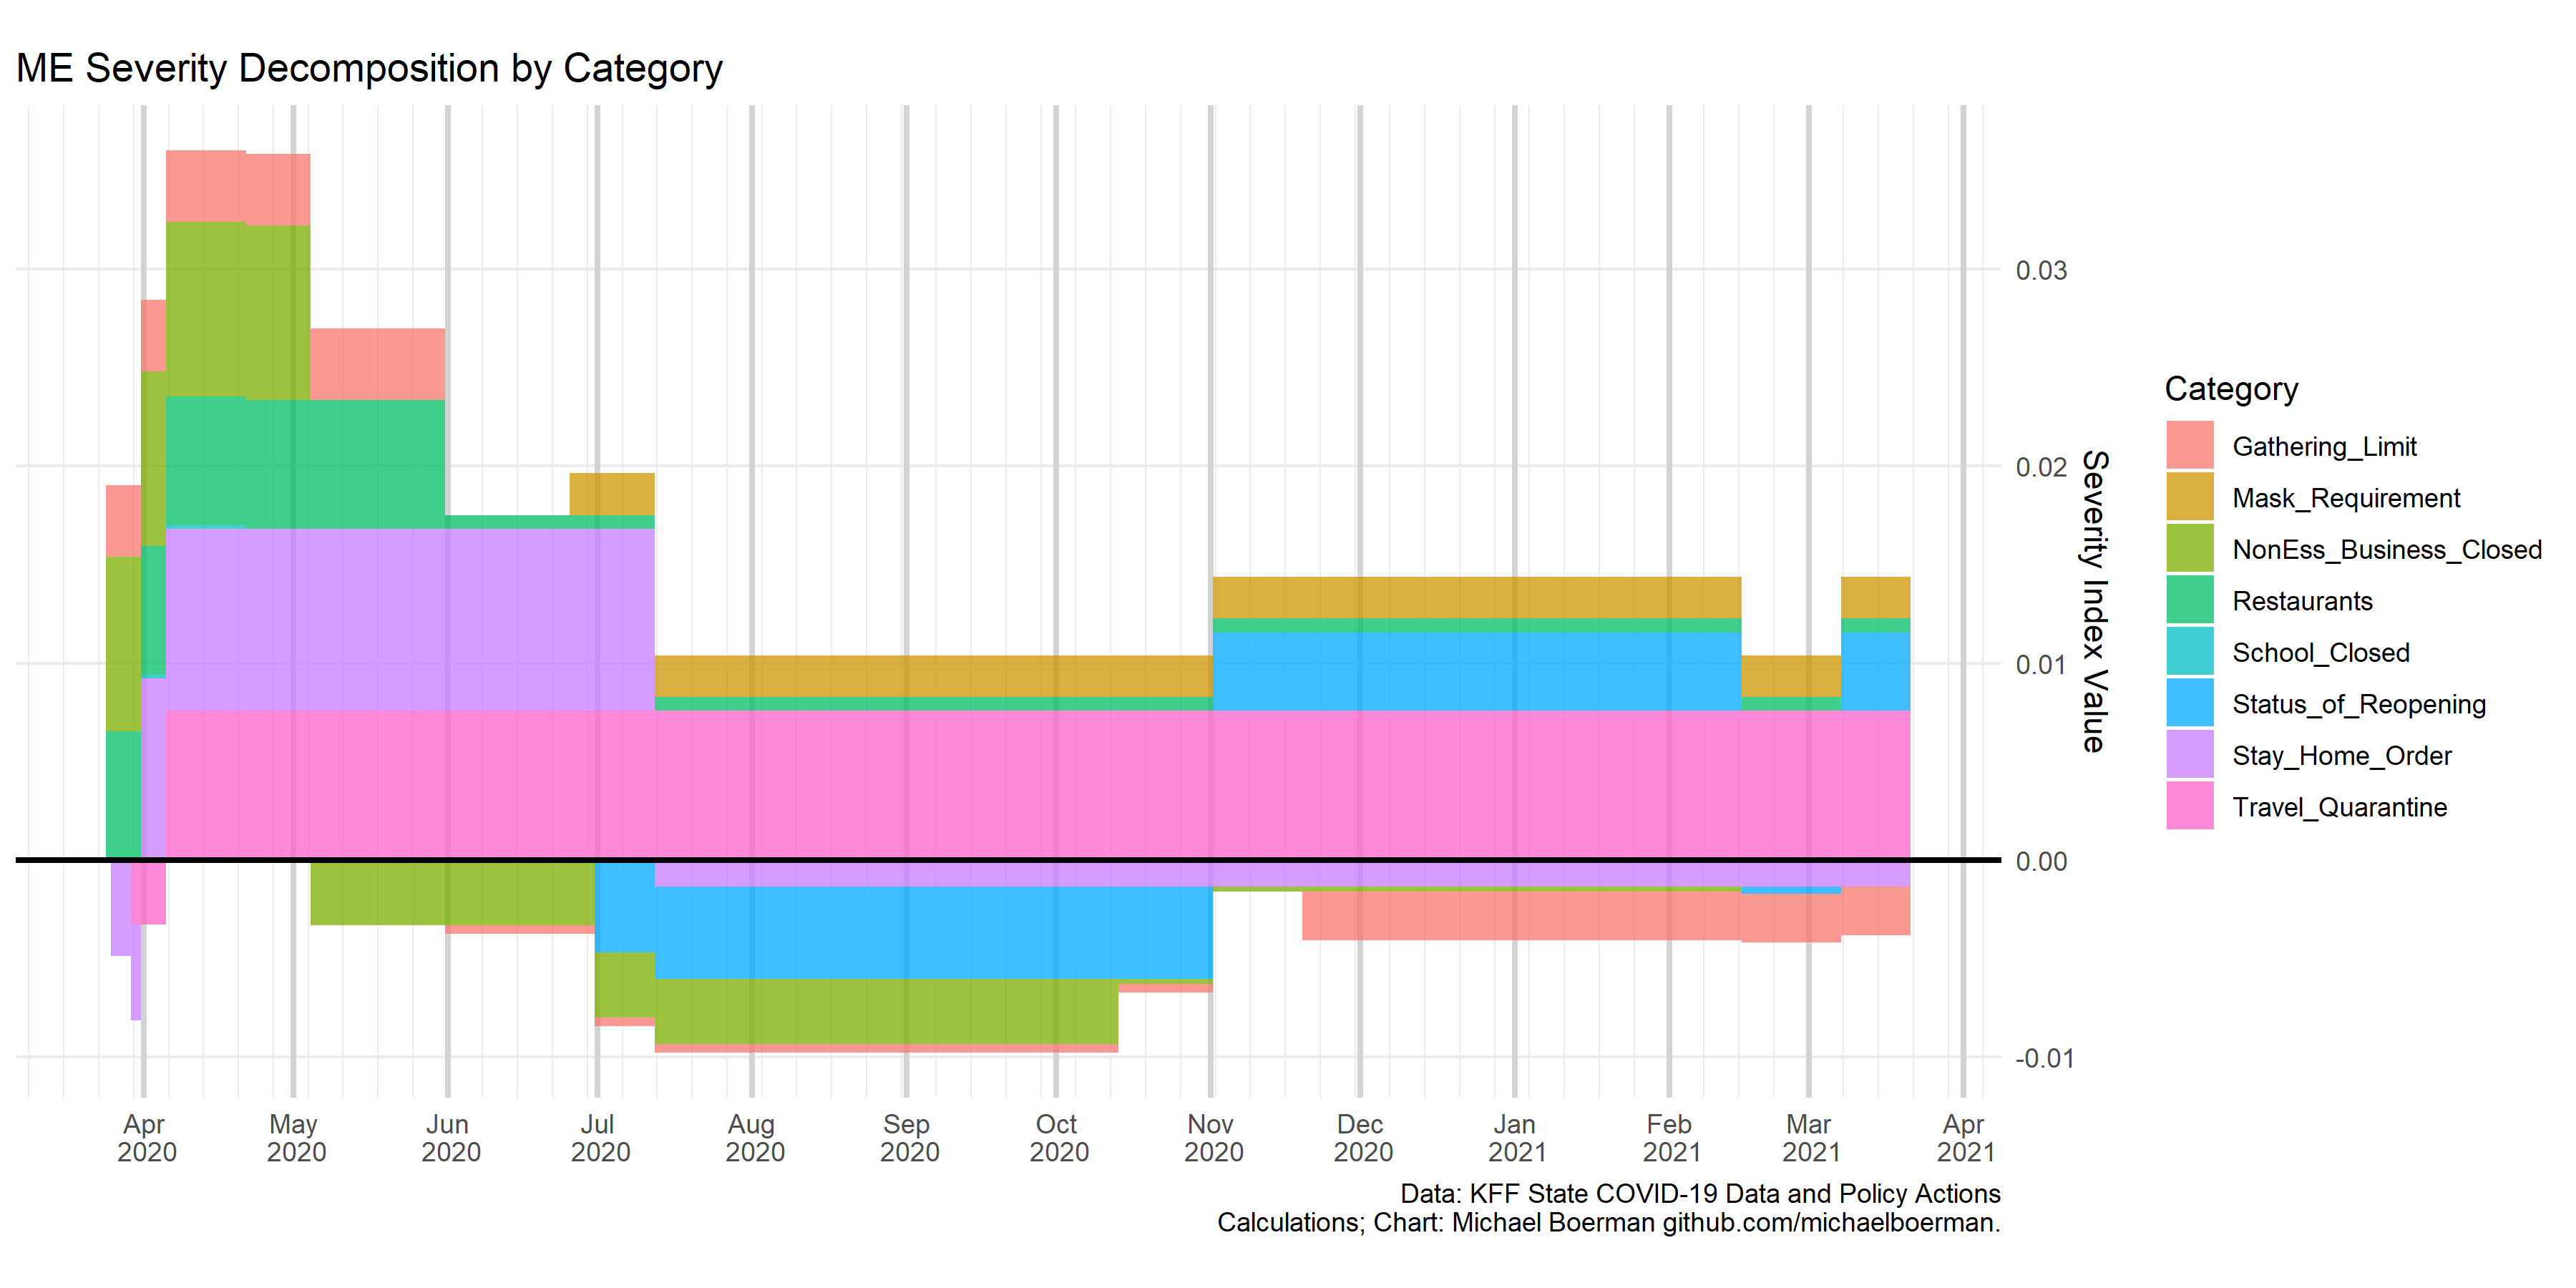 ME Severity Decomposition by Category
0.03
0.02
0.01
0.00
-0.01
Severity Index Value
Apr May Jun Jul Aug Sep Oct Nov Dec Jan Feb Mar Apr
2020 2020 2020 2020 2020 2020 2020 2020 2020 2021 2021 2021 2021
Data: KFF State COVID-19 Data and Policy Actions
Calculations; Chart: Michael Boerman github.com/michaelboerman.
Category
Gathering_Limit
Mask_Requirement
NonEss_Business_Closed
Restaurants
School_Closed
Status_of_Reopening
Stay_Home_Order
Travel_Quarantine